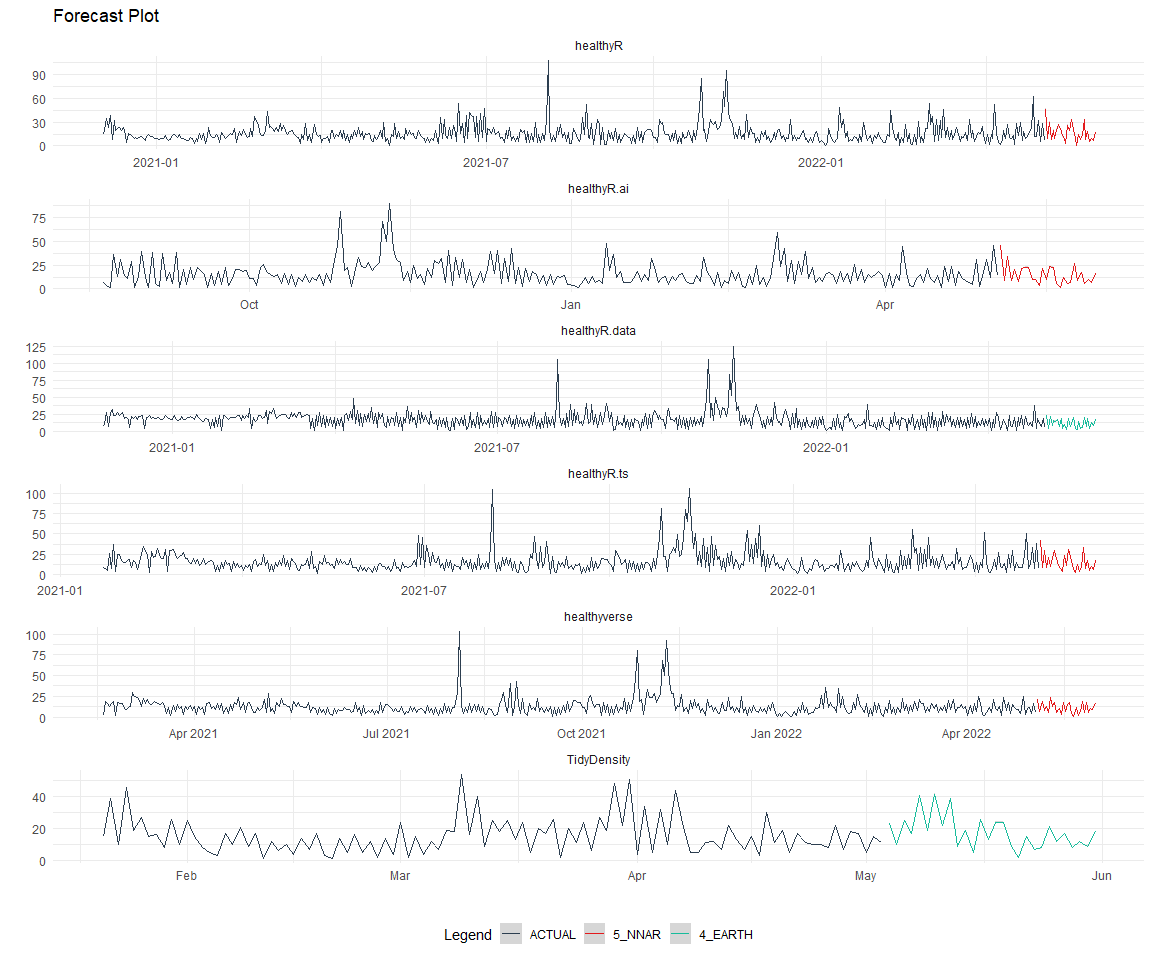 Forecast Plot
healthyR
90
60
30
0
2021-01 2021-07 2022-01
healthyR.ai
75
50
25
0
Oct Jan Apr
healthyR.data
125
100
75
50
25
0
2021-01 2021-07 2022-01
healthyR.ts
100
75
50
25
0
2021-01 2021-07 2022-01
healthyverse
100
75
50
25
0
Apr 2021 Jul 2021 Oct 2021 Jan 2022 Apr 2022
TidyDensity
40
20
0
Feb Mar Apr May Jun
Legend ACTUAL 5_NNAR 4_EARTH